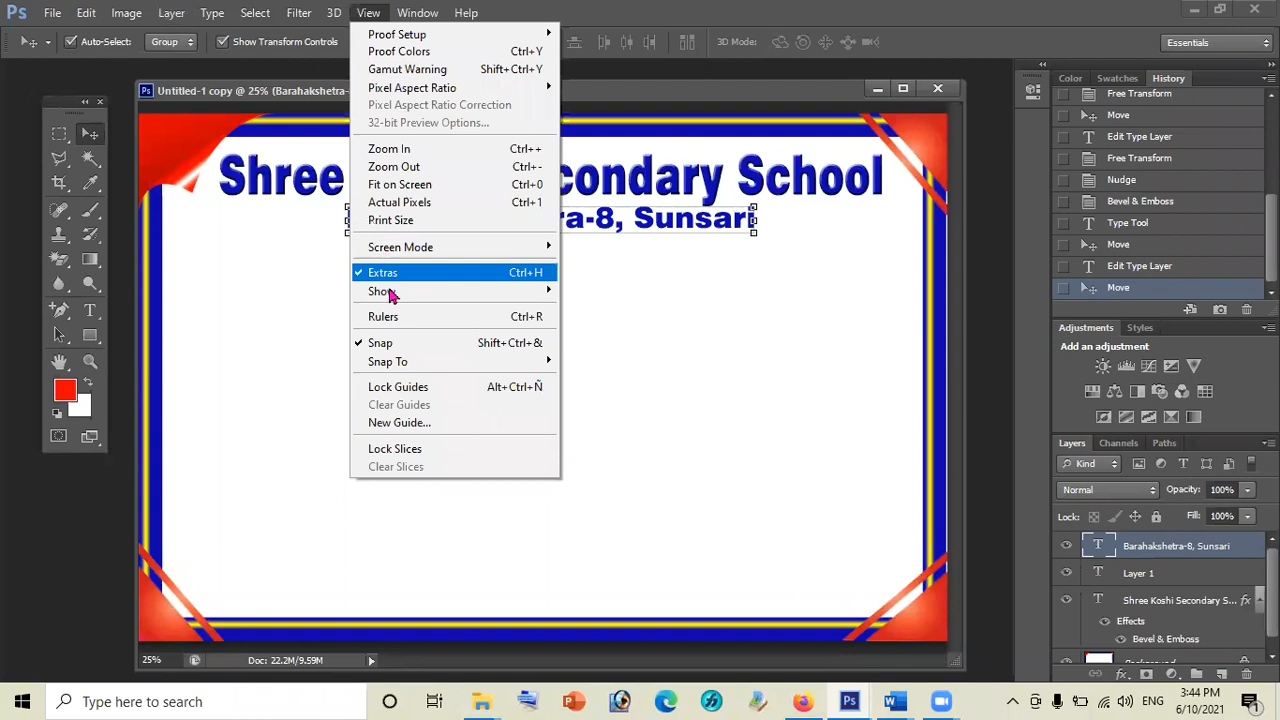 Ps File Edit Image Layer Type Select Filter 3D View Window Help
Auto-Select: Group Show Transform Controls 3D Mode: Essentials
Untitled-1 copy @ 25% (Barahakshetra-
Shree condary School
ra-8, Sunsari
Proof Setup
Proof Colors Ctrl+Y
Gamut Warning Shift+Ctrl+Y
Pixel Aspect Ratio
Pixel Aspect Ratio Correction
32-bit Preview Options...
Zoom In Ctrl++
Zoom Out Ctrl+-
Fit on Screen Ctrl+0
Actual Pixels Ctrl+1
Print Size
Screen Mode
Extras Ctrl+H
Show
Rulers Ctrl+R
Snap Shift+Ctrl+&
Snap To
Lock Guides Alt+Ctrl+Ñ
Clear Guides
New Guide...
Lock Slices
Clear Slices
25% Doc: 22.2M/9.59M
Color Swatches History
Free Transform
Move
Edit Type Layer
Free Transform
Nudge
Bevel & Emboss
Type Tool
Move
Edit Type Layer
Move
Adjustments Styles
Add an adjustment
Layers Channels Paths
Kind
Normal Opacity: 100%
Lock: Fill: 100%
Barahakshetra-8, Sunsari
Layer 1
Shree Koshi Secondary S... fx
Effects
Bevel & Emboss
Background
Type here to search
ENG 3:44 PM
6/10/2021